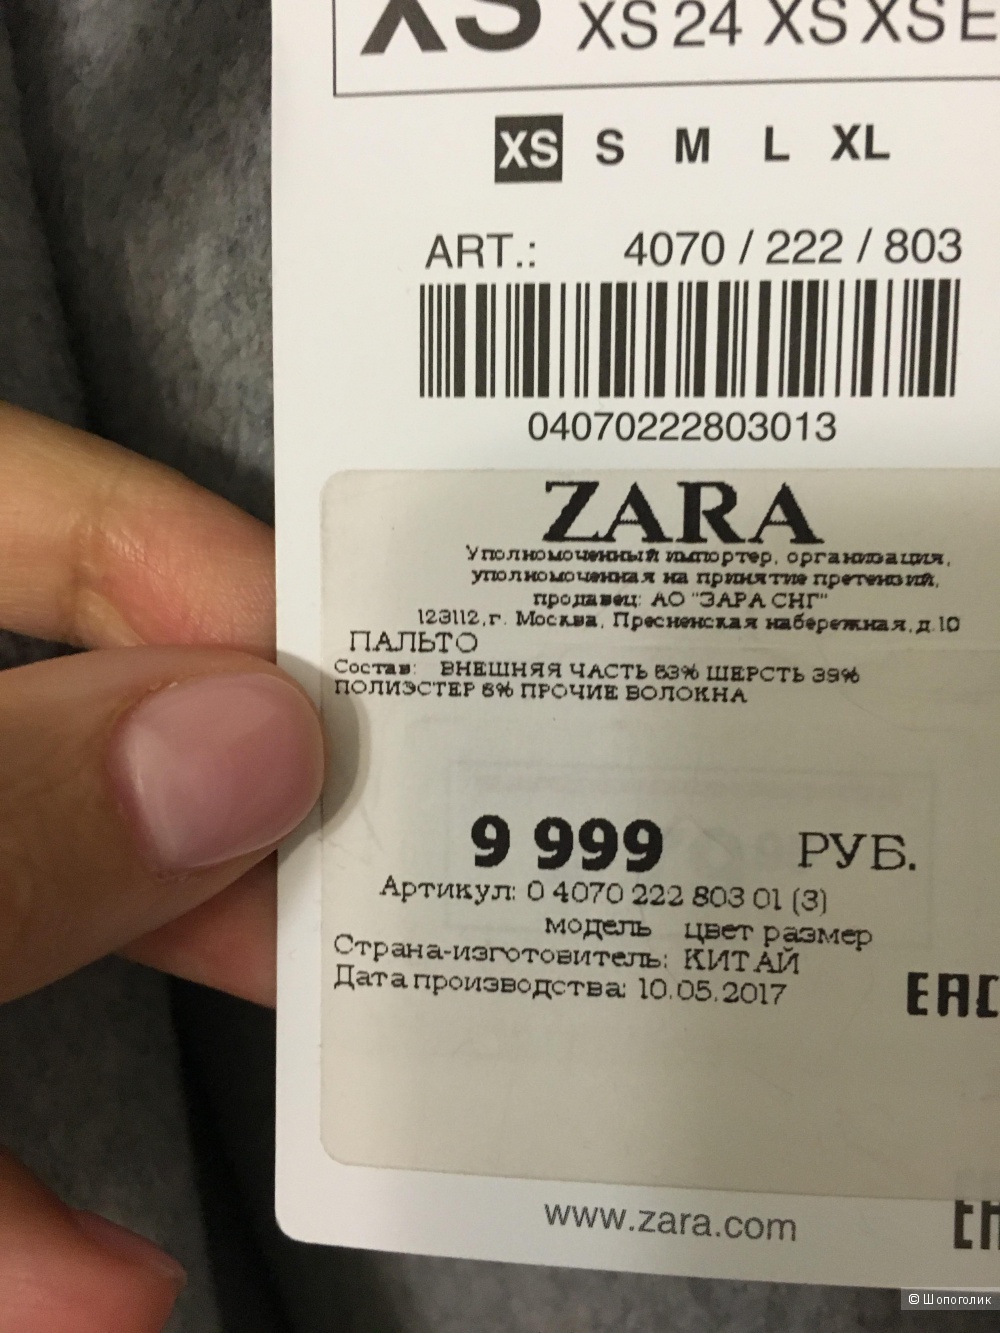 XS XS 24 XS XS E
XS S M L XL
ART.: 4070 / 222 / 803
04070222803013
ZARA
Уполномоченный импортер, организация,
уполномоченная на принятие претензий,
продавец: АО "ЗАРА СНГ"
123112,г. Москва, Пресненская набережная,д.10
ПАЛЬТО
Состав: ВНЕШНЯЯ ЧАСТЬ 53% ШЕРСТЬ 39%
ПОЛИЭСТЕР 8% ПРОЧИЕ ВОЛОКНА
9 999 РУБ.
Артикул: 0 4070 222 803 01 (3)
модель цвет размер
Страна-изготовитель: КИТАЙ
Дата производства: 10.05.2017
EAC
www.zara.com
© Шопоголик